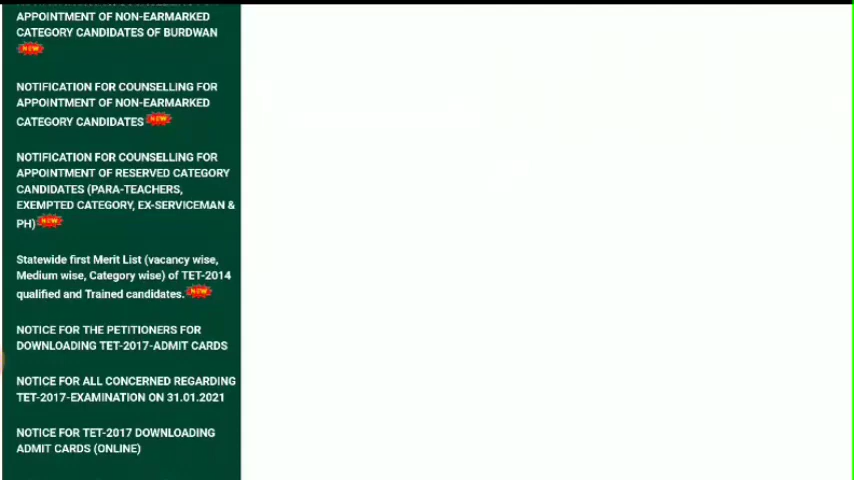 APPOINTMENT OF NON-EARMARKED
CATEGORY CANDIDATES OF BURDWAN
NEW
NOTIFICATION FOR COUNSELLING FOR
APPOINTMENT OF NON-EARMARKED
CATEGORY CANDIDATES NEW
NOTIFICATION FOR COUNSELLING FOR
APPOINTMENT OF RESERVED CATEGORY
CANDIDATES (PARA-TEACHERS,
EXEMPTED CATEGORY, EX-SERVICEMAN &
PH) NEW
Statewide first Merit List (vacancy wise,
Medium wise, Category wise) of TET-2014
qualified and Trained candidates. NEW
NOTICE FOR THE PETITIONERS FOR
DOWNLOADING TET-2017-ADMIT CARDS
NOTICE FOR ALL CONCERNED REGARDING
TET-2017-EXAMINATION ON 31.01.2021
NOTICE FOR TET-2017 DOWNLOADING
ADMIT CARDS (ONLINE)